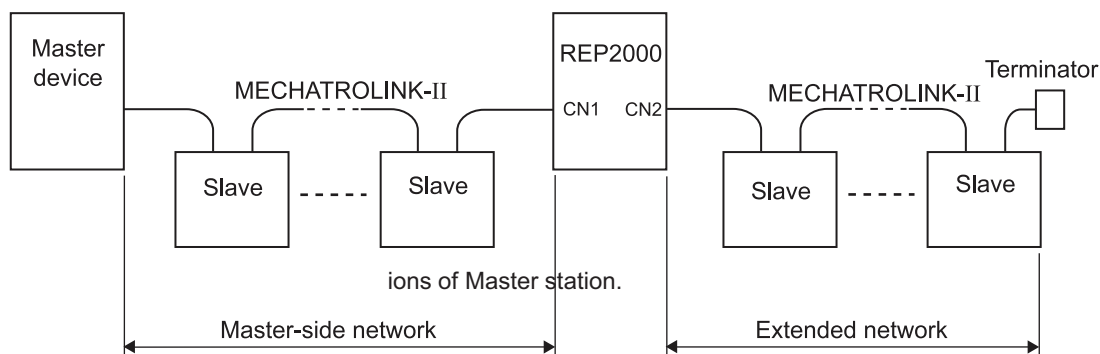 Master
device
MECHATROLINK-II
Slave
Slave
REP2000
CN1 CN2
MECHATROLINK-II
Slave
Slave
Terminator
ions of Master station.
Master-side network
Extended network